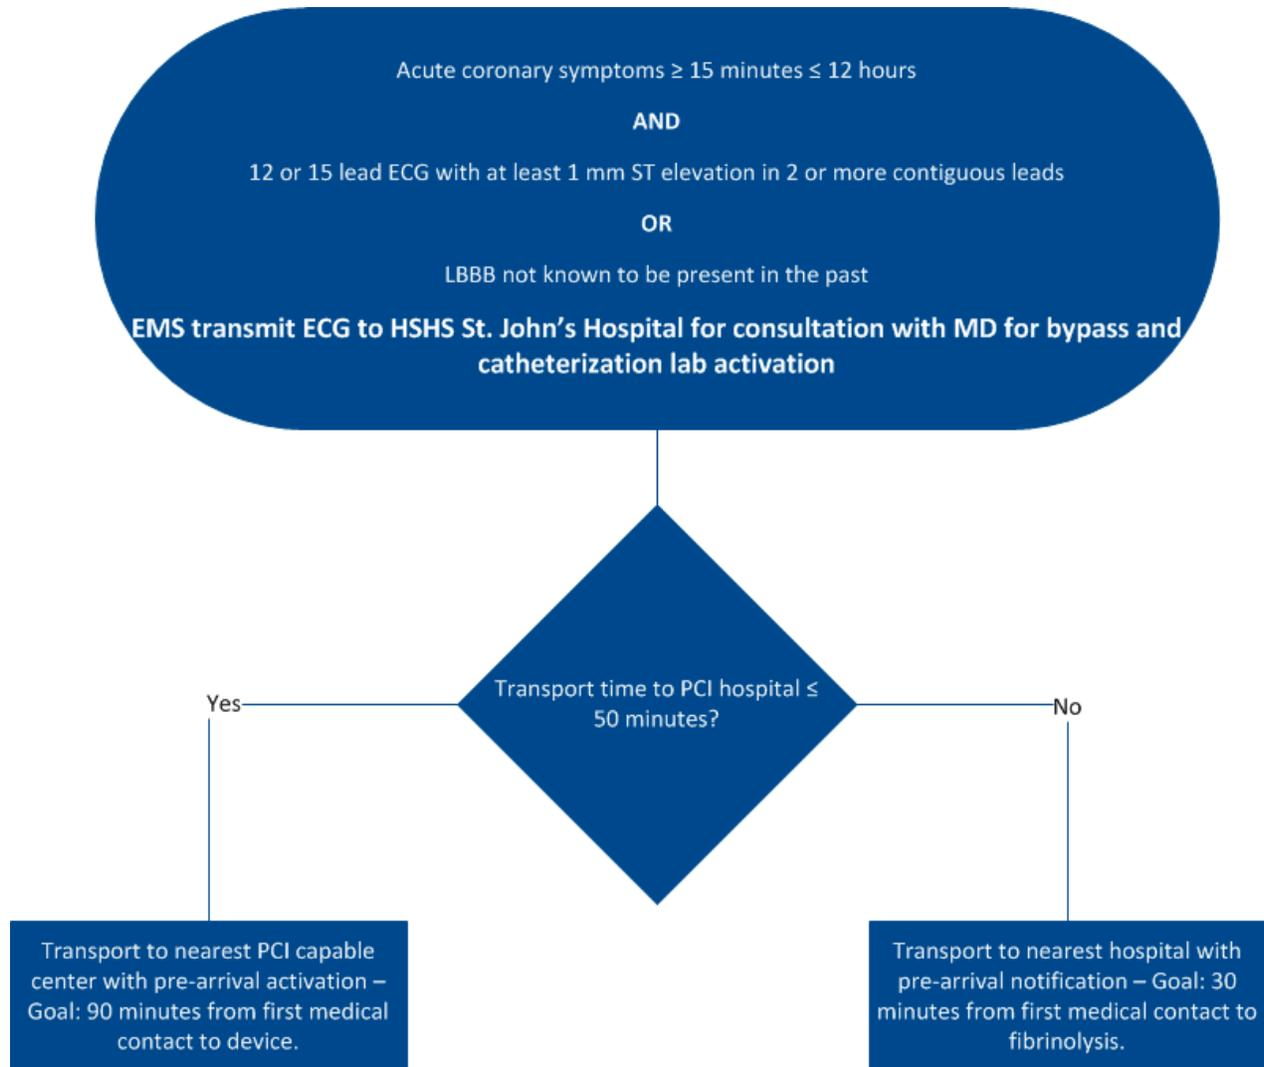 Acute coronary symptoms ≥ 15 minutes ≤ 12 hours
AND
12 or 15 lead ECG with at least 1 mm ST elevation in 2 or more contiguous leads
OR
LBBB not known to be present in the past
EMS transmit ECG to HSHS St. John’s Hospital for consultation with MD for bypass and
catheterization lab activation
Transport time to PCI hospital ≤
50 minutes?
Yes
No
Transport to nearest PCI capable
center with pre-arrival activation –
Goal: 90 minutes from first medical
contact to device.
Transport to nearest hospital with
pre-arrival notification – Goal: 30
minutes from first medical contact to
fibrinolysis.